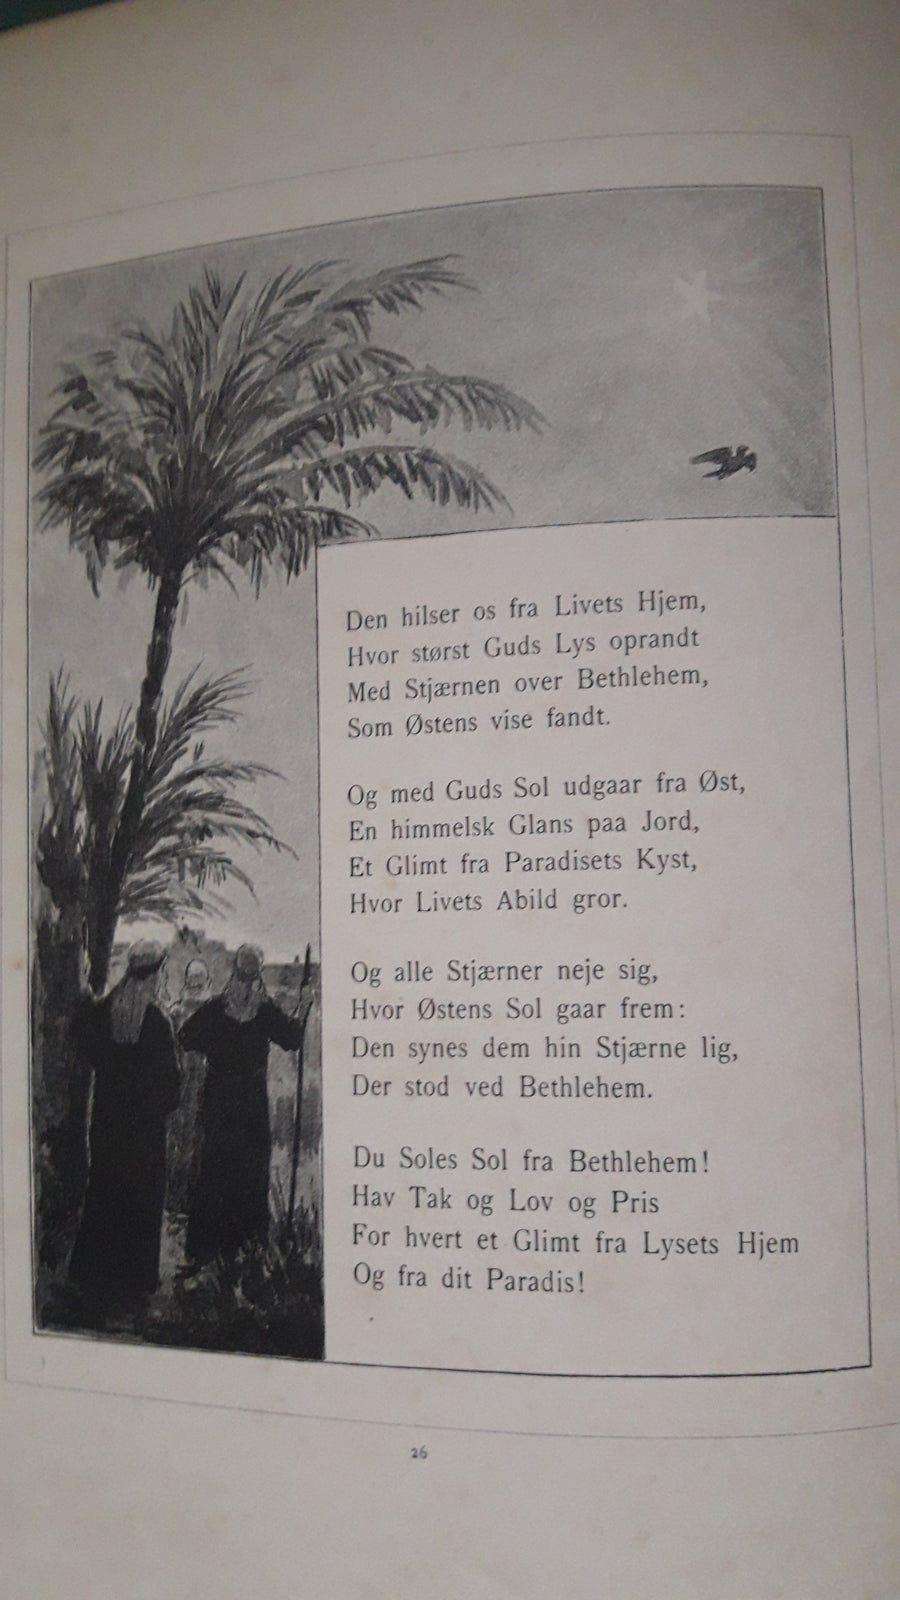 Den hilser os fra Livets Hjem,
Hvor størst Guds Lys oprandt
Med Stjærnen over Bethlehem,
Som Østens vise fandt.
Og med Guds Sol udgaar fra Øst,
En himmelsk Glans paa Jord,
Et Glimt fra Paradisets Kyst,
Hvor Livets Abild gror.
Og alle Stjærner neje sig,
Hvor Østens Sol gaar frem:
Den synes dem hin Stjærne lig,
Der stod ved Bethlehem.
Du Soles Sol fra Bethlehem!
Hav Tak og Lov og Pris
For hvert et Glimt fra Lysets Hjem
Og fra dit Paradis!
26